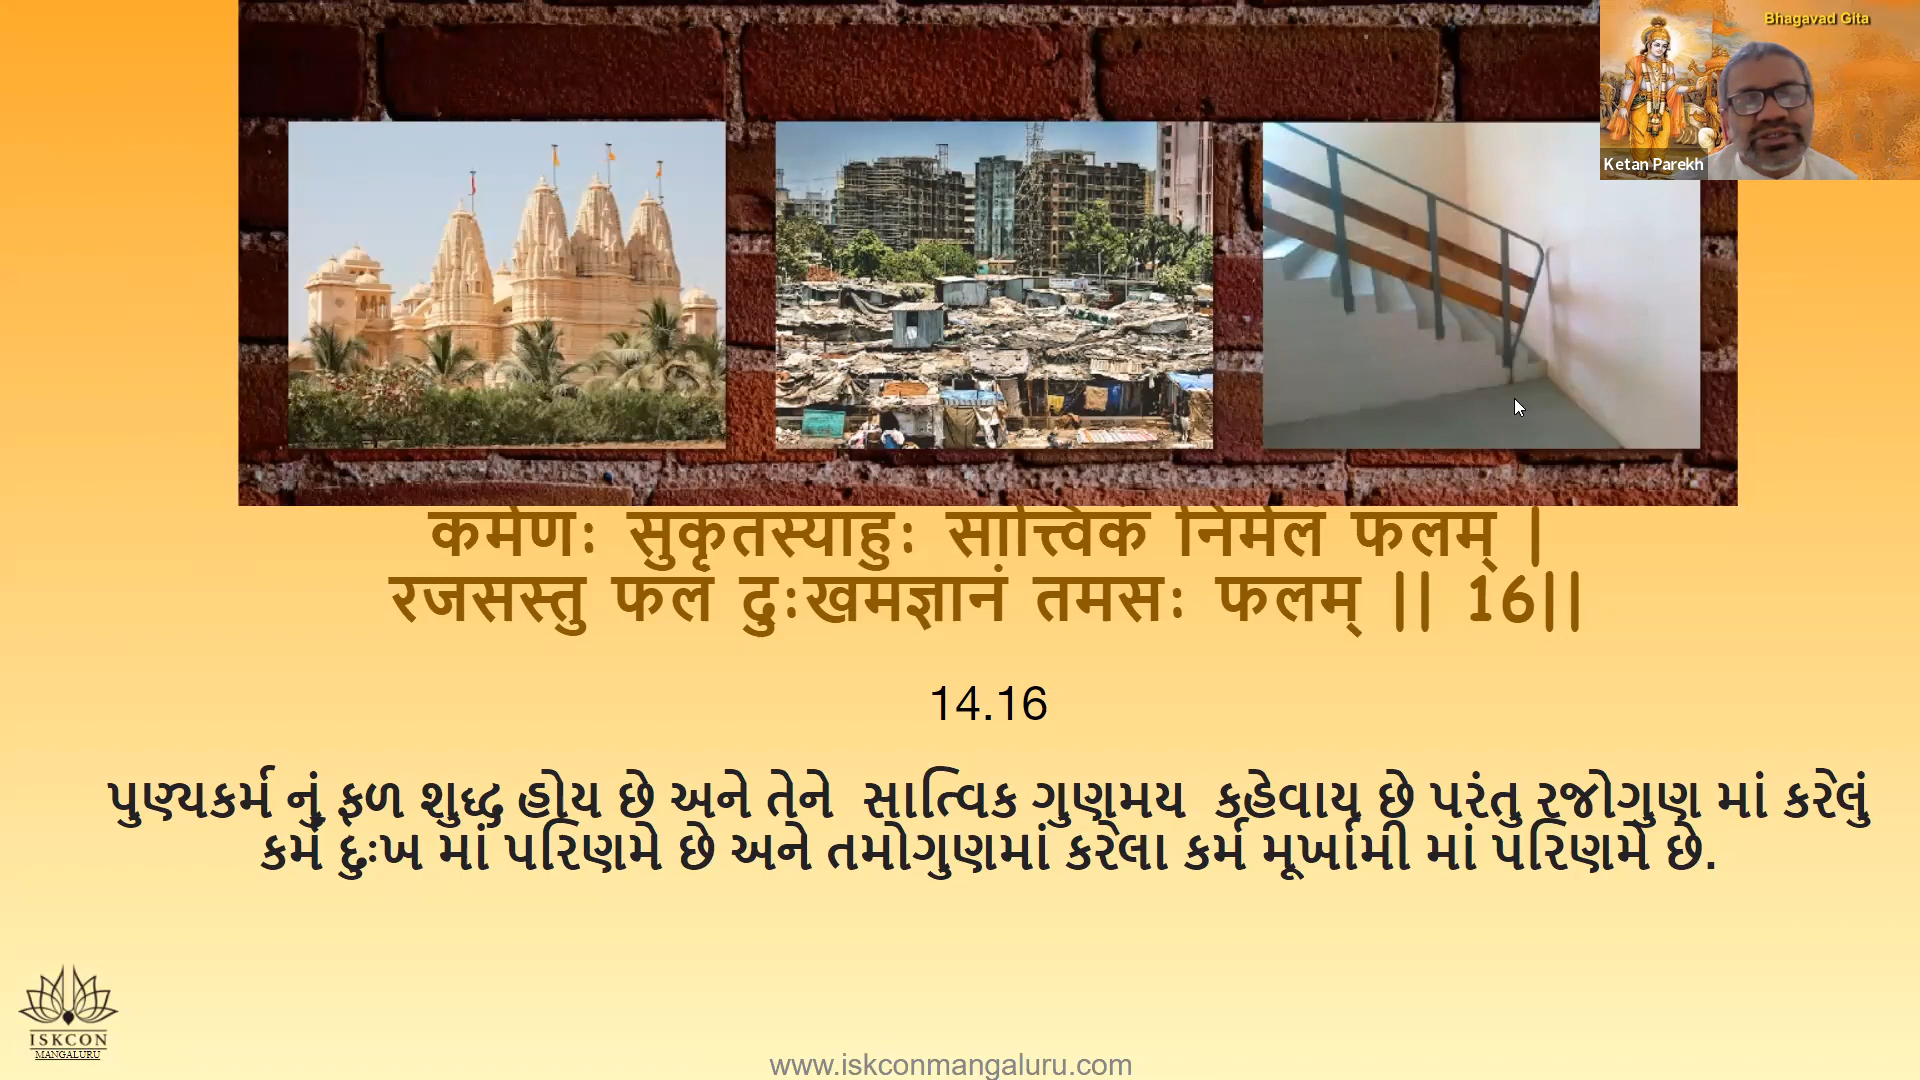 Bhagavad Gita
Ketan Parekh
कर्मणः सुकृतस्याहुः सात्त्विकं निर्मलं फलम् |
रजसस्तु फलं दुःखमज्ञानं तमसः फलम् || 16||
14.16
પુણ્યકર્મ નું ફળ શુદ્ધ હોય છે અને તેને સાત્વિક ગુણમય કહેવાય છે પરંતુ રજોગુણ માં કરેલું
કર્મ દુઃખ માં પરિણમે છે અને તમોગુણમાં કરેલા કર્મ મૂર્ખામી માં પરિણમે છે.
ISKCON
MANGALURU
www.iskconmangaluru.com